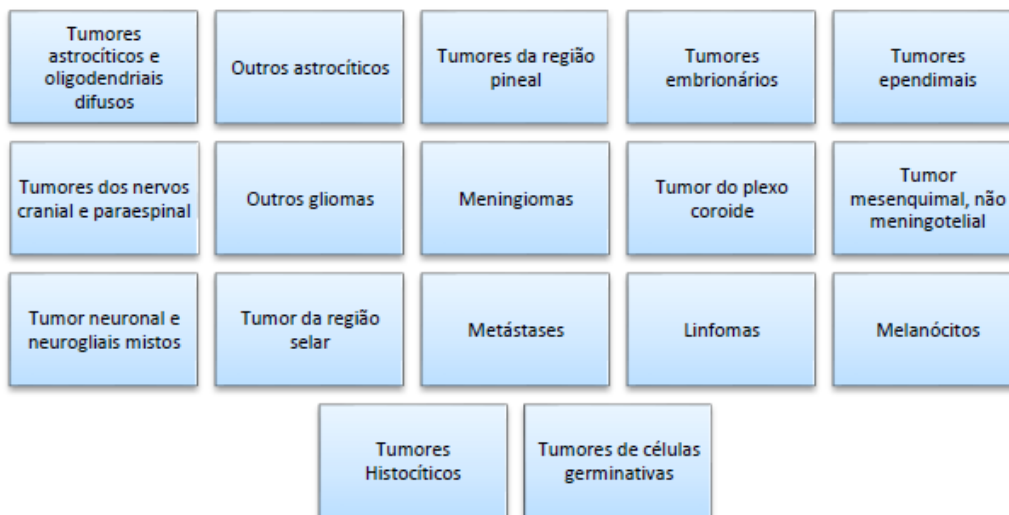 Tumores
astrocíticos e
oligodendriais
difusos
Outros astrocíticos
Tumores da região
pineal
Tumores
embrionários
Tumores
ependimais
Tumores dos nervos
cranial e paraespinal
Outros gliomas
Meningiomas
Tumor do plexo
coroide
Tumor
mesenquimal, não
meningotelial
Tumor neuronal e
neurogliais mistos
Tumor da região
selar
Metástases
Linfomas
Melanócitos
Tumores
Histocíticos
Tumores de células
germinativas